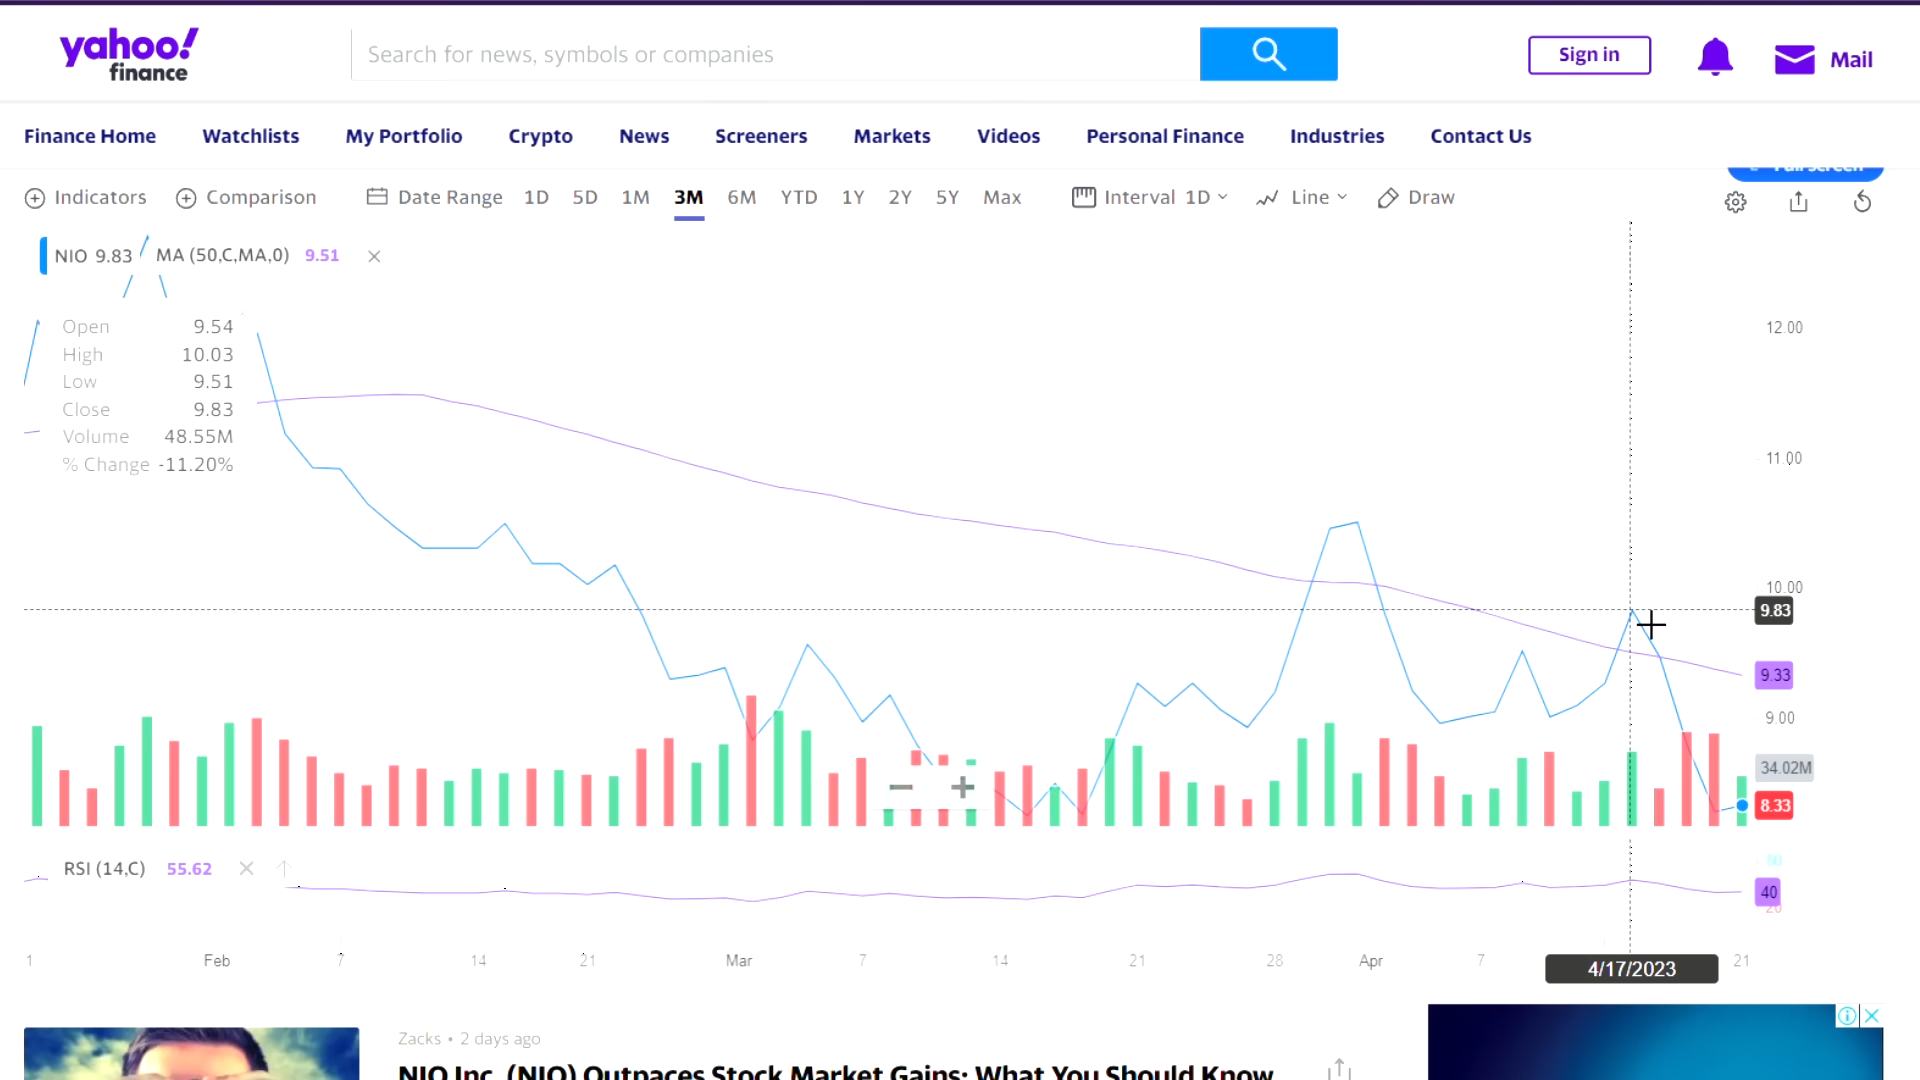 yahoo!
finance
Search for news, symbols or companies
Sign in
Mail
Finance Home Watchlists My Portfolio Crypto News Screeners Markets Videos Personal Finance Industries Contact Us
Full screen
Indicators Comparison Date Range 1D 5D 1M 3M 6M YTD 1Y 2Y 5Y Max Interval 1D Line Draw
NIO 9.83 MA (50,C,MA,0) 9.51
Open 9.54
High 10.03
Low 9.51
Close 9.83
Volume 48.55M
% Change -11.20%
12.00
11.00
10.00
9.83
9.33
9.00
34.02M
8.33
RSI (14,C) 55.62
80
40
20
1 Feb 7 14 21 Mar 7 14 21 28 Apr 7 4/17/2023 21
Zacks • 2 days ago
NIO Inc. (NIO) Outpaces Stock Market Gains: What You Should Know